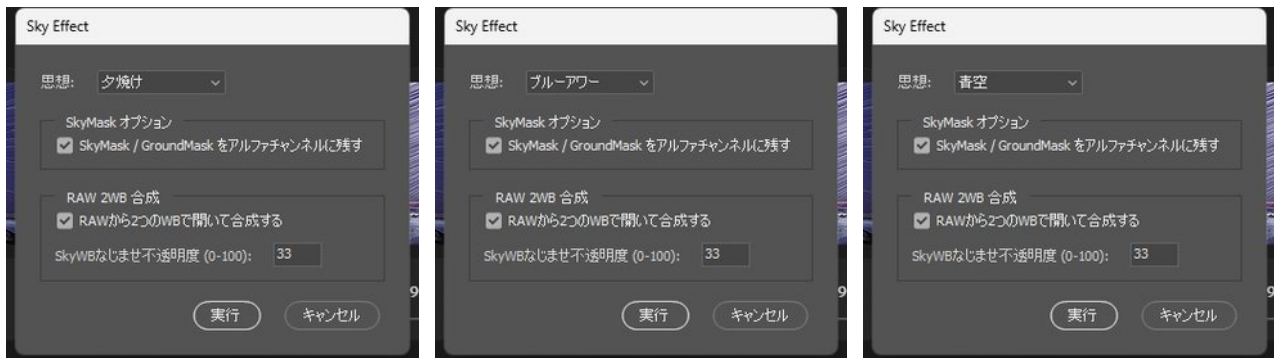 Sky Effect
思想: 夕焼け
SkyMask オプション
SkyMask / GroundMask をアルファチャンネルに残す
RAW 2WB 合成
RAWから2つのWBで開いて合成する
SkyWBなじませ不透明度 (0-100): 33
実行 キャンセル
9
Sky Effect
思想: ブルーアワー
SkyMask オプション
SkyMask / GroundMask をアルファチャンネルに残す
RAW 2WB 合成
RAWから2つのWBで開いて合成する
SkyWBなじませ不透明度 (0-100): 33
実行 キャンセル
9
Sky Effect
思想: 青空
SkyMask オプション
SkyMask / GroundMask をアルファチャンネルに残す
RAW 2WB 合成
RAWから2つのWBで開いて合成する
SkyWBなじませ不透明度 (0-100): 33
実行 キャンセル
9